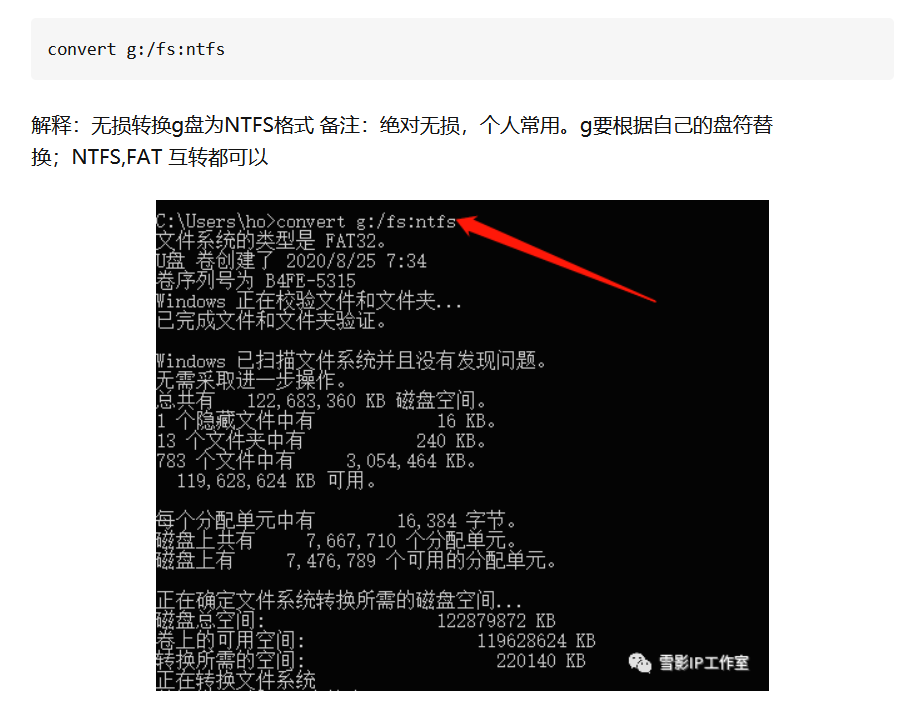 convert g:/fs:ntfs
解释：无损转换g盘为NTFS格式 备注：绝对无损，个人常用。g要根据自己的盘符替
换；NTFS,FAT 互转都可以
C:\Users\ho>convert g:/fs:ntfs
文件系统的类型是 FAT32。
U盘 卷创建了 2020/8/25 7:34
卷序列号为 B4FE-5315
Windows 正在校验文件和文件夹...
已完成文件和文件夹验证。
Windows 已扫描文件系统并且没有发现问题。
无需采取进一步操作。
总共有 122,683,360 KB 磁盘空间。
1 个隐藏文件中有 16 KB。
13 个文件夹中有 240 KB。
783 个文件中有 3,054,464 KB。
119,628,624 KB 可用。
每个分配单元中有 16,384 字节。
磁盘上共有 7,667,710 个分配单元。
磁盘上有 7,476,789 个可用的分配单元。
正在确定文件系统转换所需的磁盘空间...
磁盘总空间: 122879872 KB
卷上的可用空间: 119628624 KB
转换所需的空间: 220140 KB
正在转换文件系统
雪影IP工作室